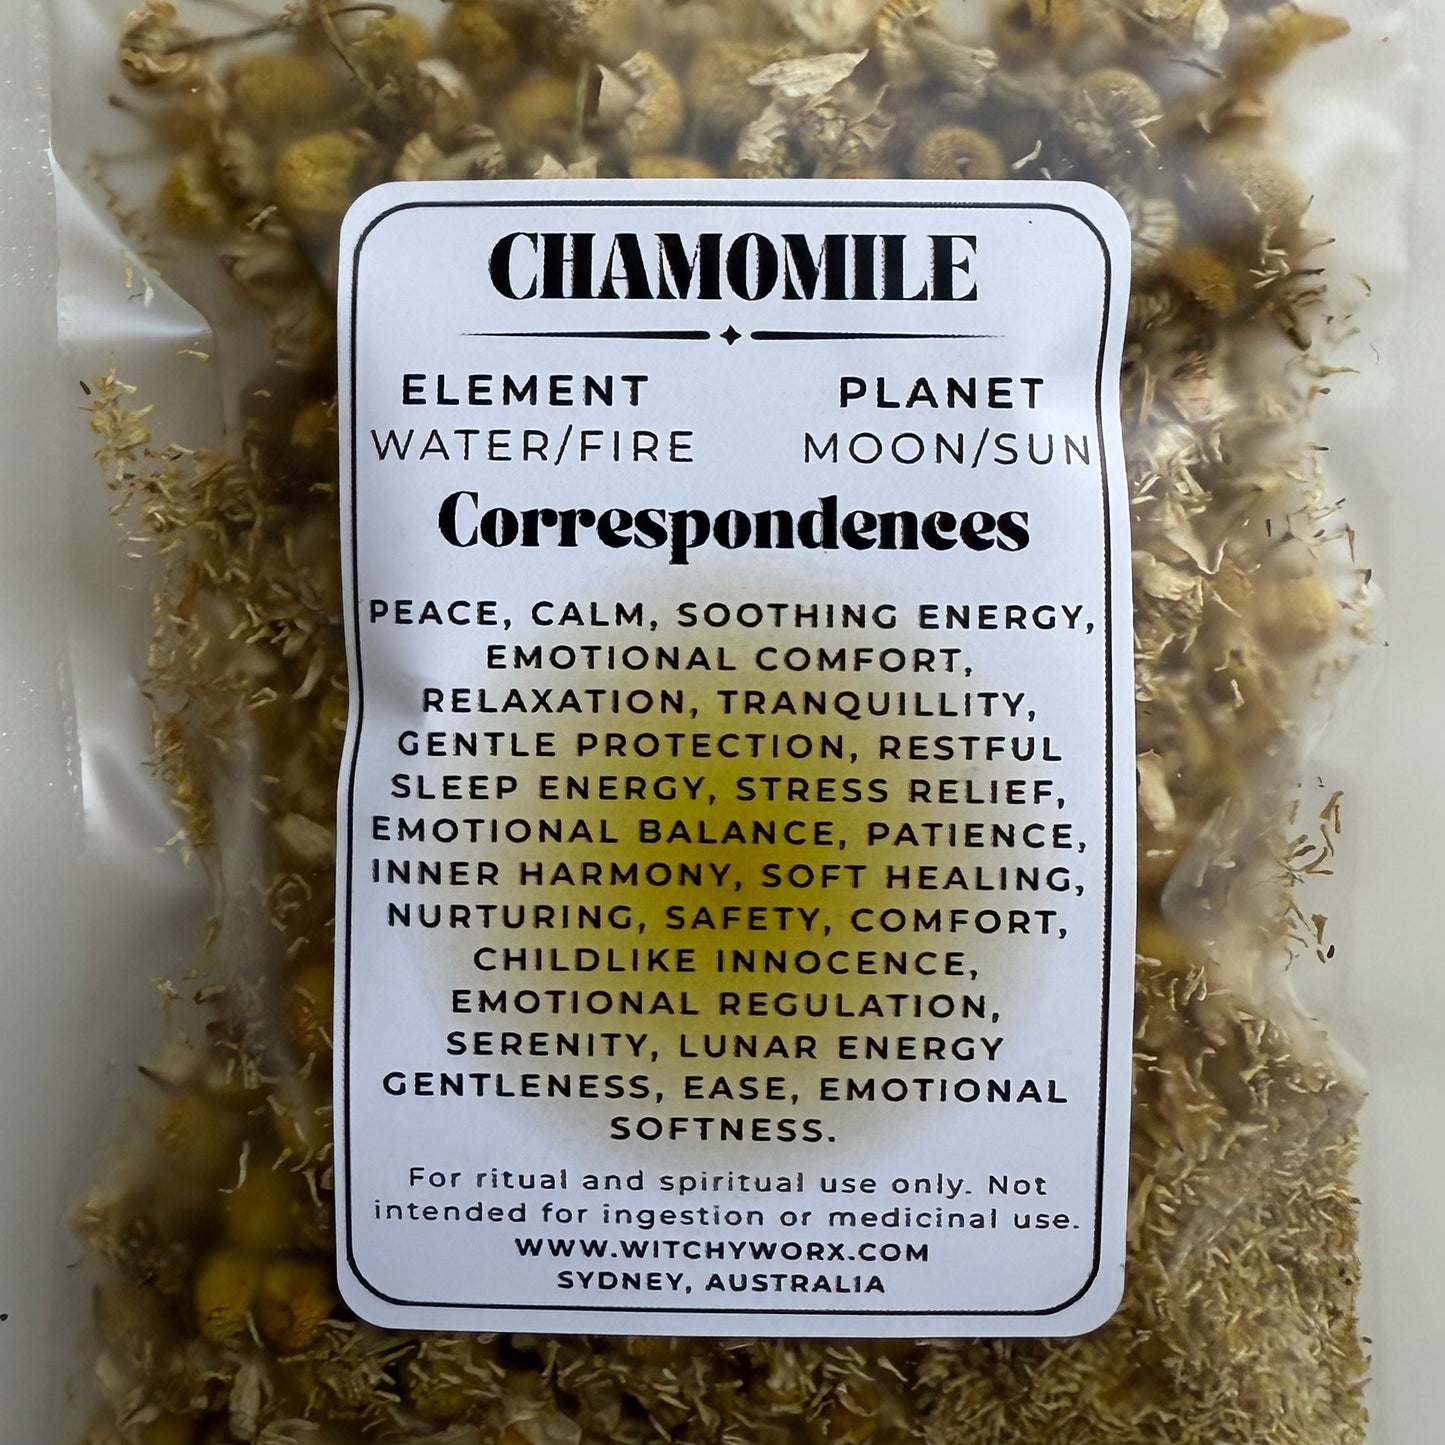 CHAMOMILE
ELEMENT PLANET
WATER/FIRE MOON/SUN
Correspondences
PEACE, CALM, SOOTHING ENERGY,
EMOTIONAL COMFORT,
RELAXATION, TRANQUILLITY,
GENTLE PROTECTION, RESTFUL
SLEEP ENERGY, STRESS RELIEF,
EMOTIONAL BALANCE, PATIENCE,
INNER HARMONY, SOFT HEALING,
NURTURING, SAFETY, COMFORT,
CHILDLIKE INNOCENCE,
EMOTIONAL REGULATION,
SERENITY, LUNAR ENERGY
GENTLENESS, EASE, EMOTIONAL
SOFTNESS.
For ritual and spiritual use only. Not
intended for ingestion or medicinal use.
WWW.WITCHYWORX.COM
SYDNEY, AUSTRALIA